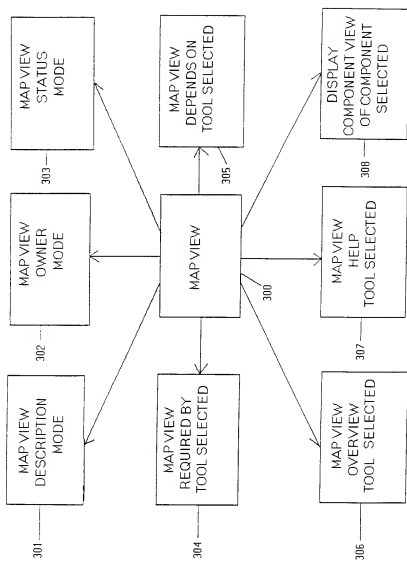 MAP VIEW
DESCRIPTION
MODE
301
MAP VIEW
OWNER
MODE
302
MAP VIEW
STATUS
MODE
303
MAP VIEW
REQUIRED BY
TOOL SELECTED
304
MAP VIEW
300
MAP VIEW
DEPENDS ON
TOOL SELECTED
305
MAP VIEW
OVERVIEW
TOOL SELECTED
306
MAP VIEW
HELP
TOOL SELECTED
307
DISPLAY
COMPONENT VIEW
OF COMPONENT
SELECTED
308